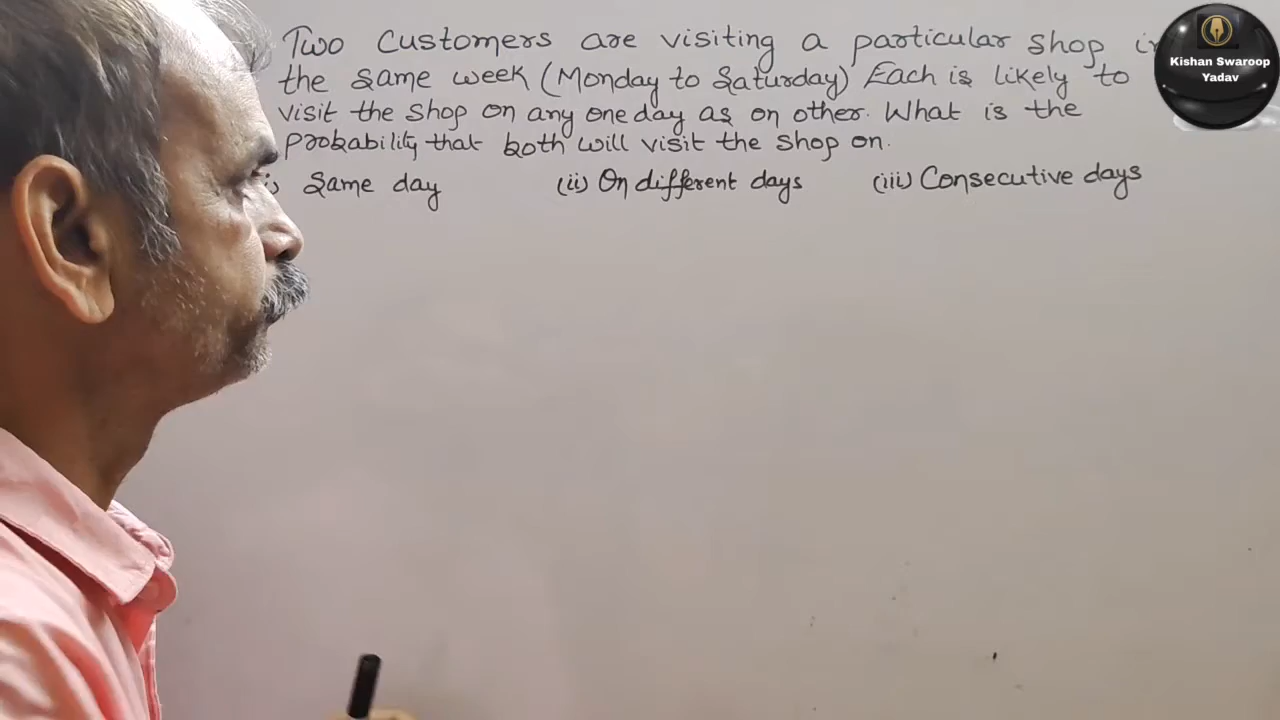 Two Customers are visiting a particular shop in
the same week (Monday to Saturday) Each is likely to
visit the shop on any one day as on other. What is the
probability that both will visit the shop on.
i) Same day (ii) On different days (iii) Consecutive days
Kishan Swaroop
Yadav